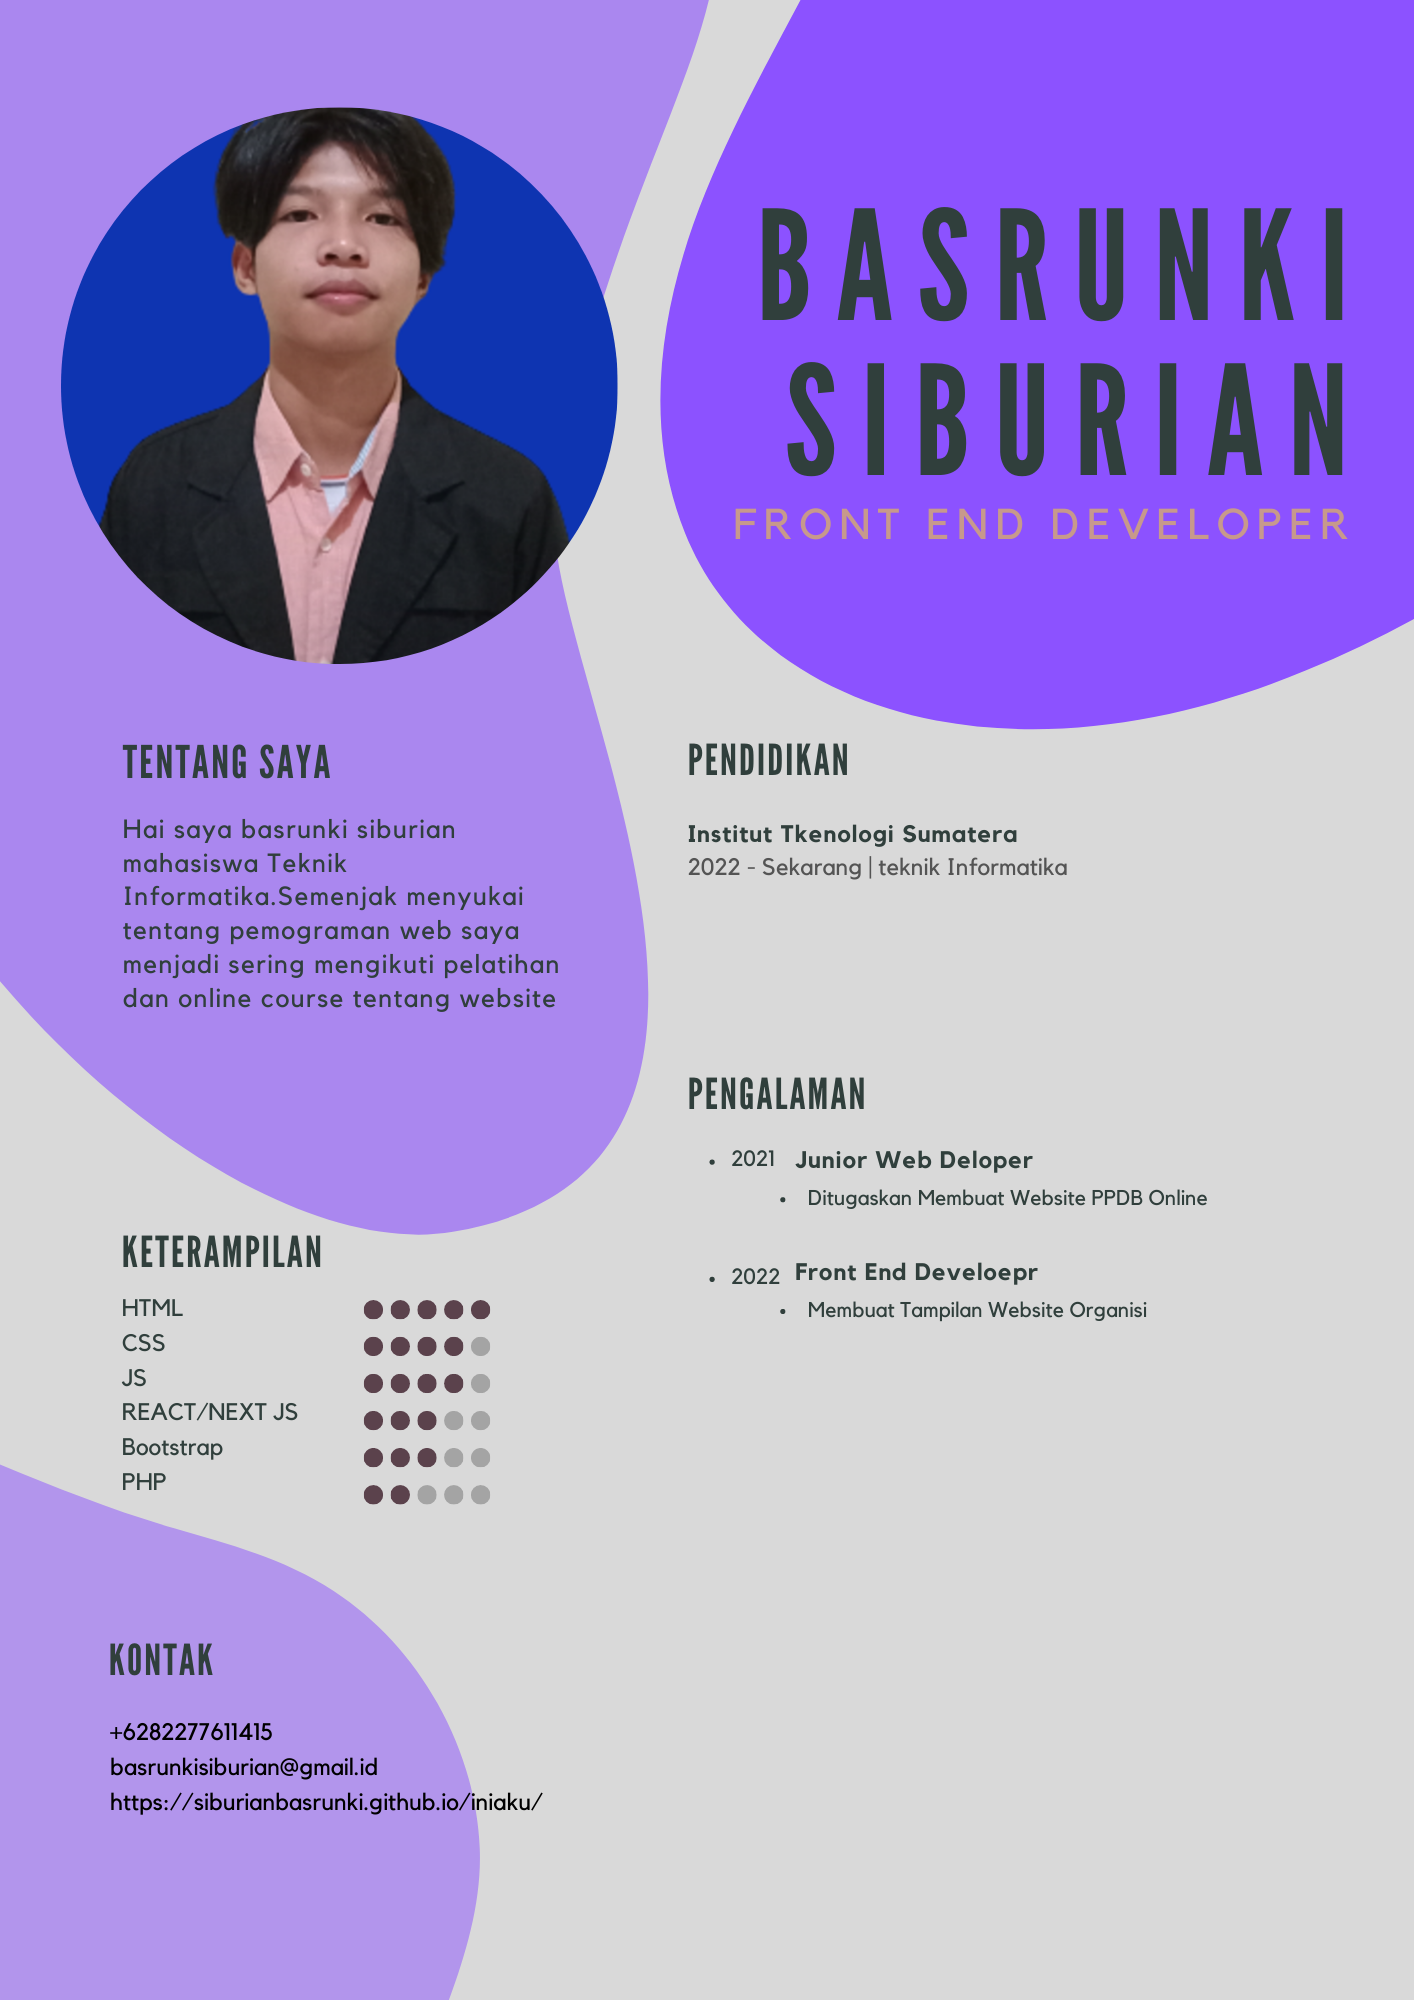 BASRUNKI
SIBURIAN
FRONT END DEVELOPER
TENTANG SAYA
Hai saya basrunki siburian
mahasiswa Teknik
Informatika.Semenjak menyukai
tentang pemograman web saya
menjadi sering mengikuti pelatihan
dan online course tentang website
KETERAMPILAN
HTML
CSS
JS
REACT/NEXT JS
Bootstrap
PHP
KONTAK
+6282277611415
basrunkisiburian@gmail.id
https://siburianbasrunki.github.io/iniaku/
PENDIDIKAN
Institut Tkenologi Sumatera
2022 - Sekarang | teknik Informatika
PENGALAMAN
• 2021 Junior Web Deloper
• Ditugaskan Membuat Website PPDB Online
• 2022 Front End Develoepr
• Membuat Tampilan Website Organisi